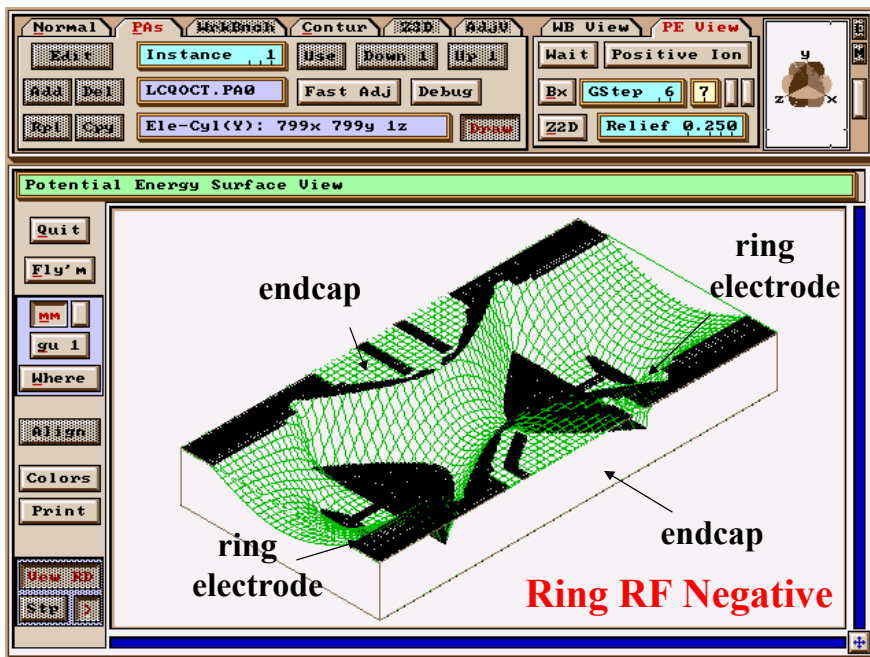 Normal PAs WrkBnch Contur Z3D AdjV WB View PE View
Edit Instance 1 Use Down 1 Up 1 Wait Positive Ion
Add Del LCQOCT.PA0 Fast Adj Debug Bx GStep 6 7
Rpl Cpy Ele-Cyl(Y): 799x 799y 1z Draw Z2D Relief 0.250
y
z x
M
Potential Energy Surface View
Quit
Fly'm
mm
gu 1
Where
Align
Colors
Print
View RD
Str >
endcap
ring
electrode
ring
electrode
endcap
Ring RF Negative